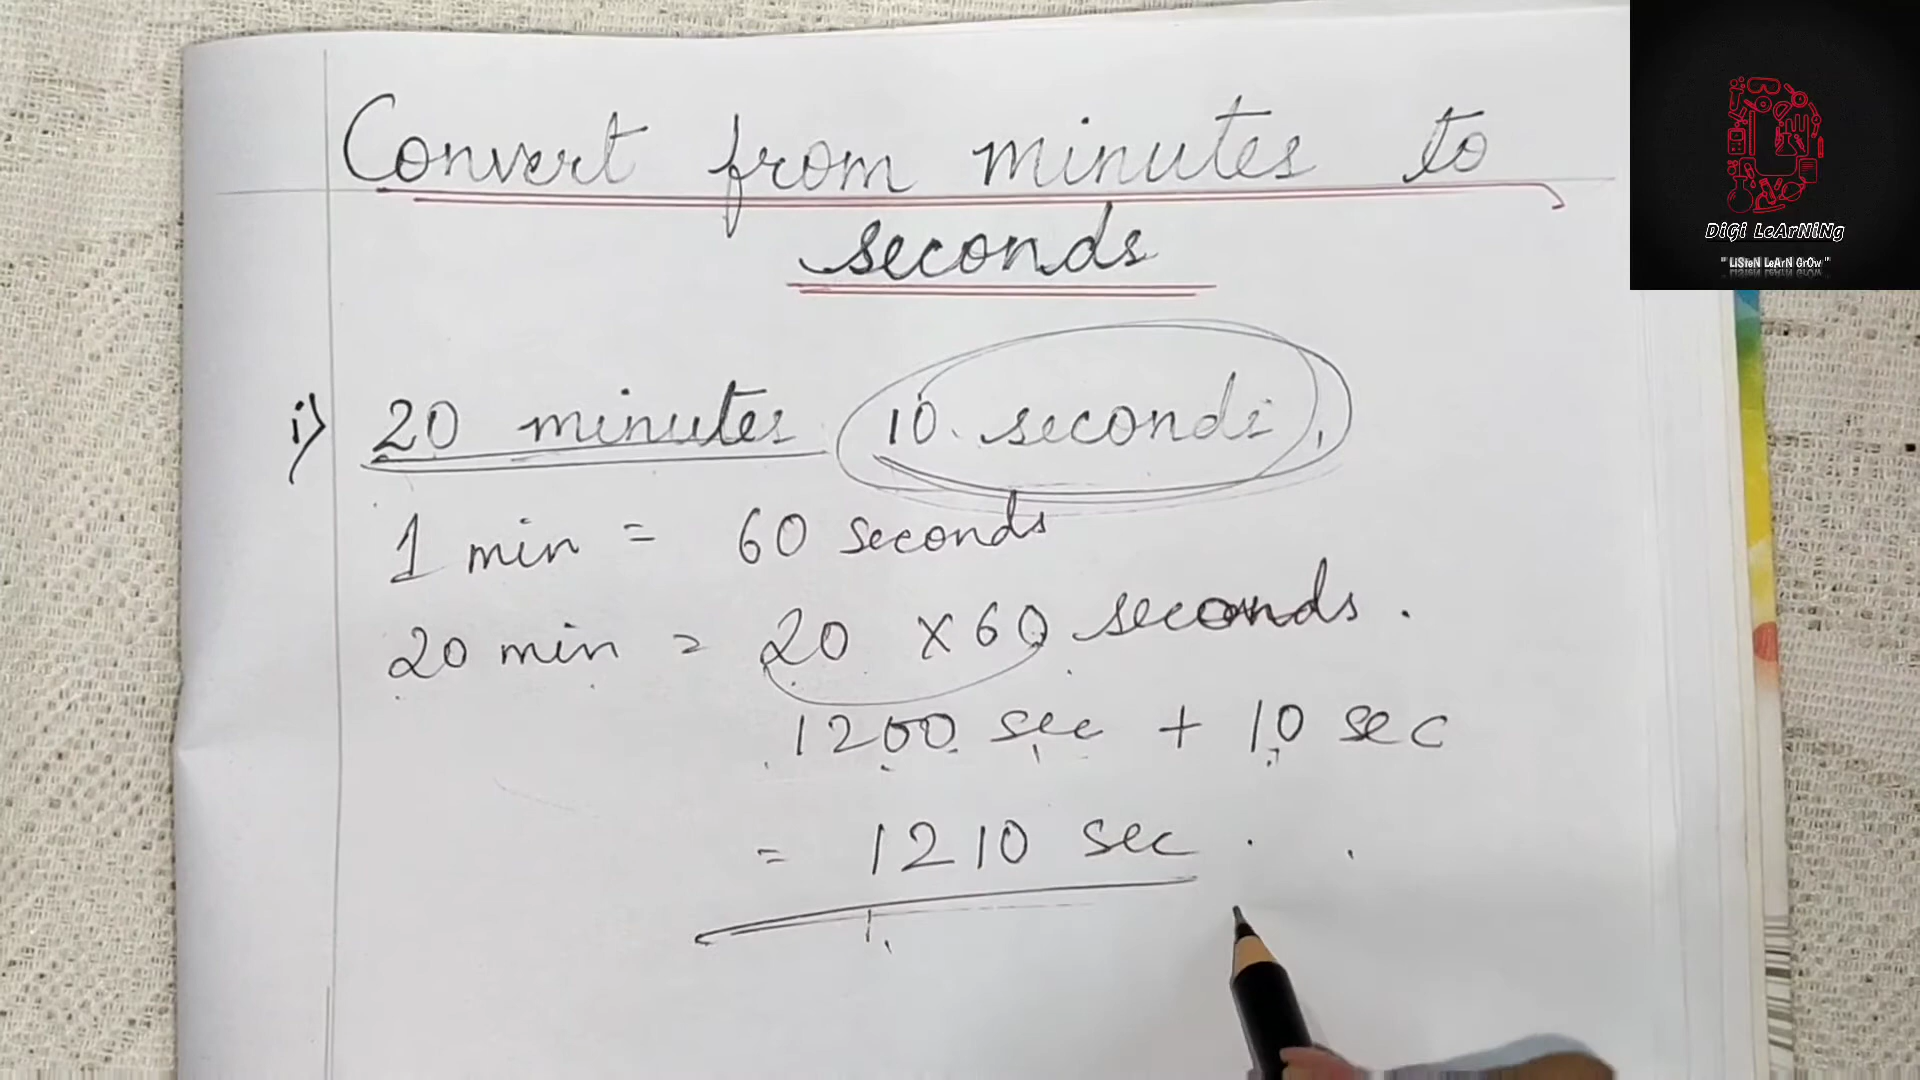 Convert from minutes to
seconds
i) 20 minutes 10 seconds.
1 min = 60 seconds
20 min = 20 x 60 seconds.
1200 sec + 10 sec
= 1210 sec
DiGi LeArNiNg
" LiSteN LeArN GrOw "